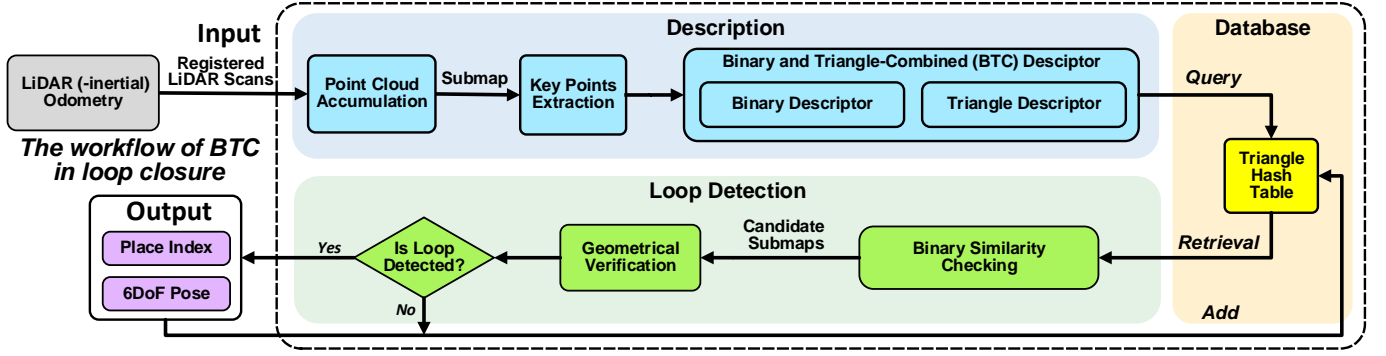 Input
Description
Database
LiDAR (-inertial)
Odometry
Registered
LiDAR Scans
Point Cloud
Accumulation
Submap
Key Points
Extraction
Binary and Triangle-Combined (BTC) Desciptor
Binary Descriptor
Triangle Descriptor
Query
The workflow of BTC
in loop closure
Triangle
Hash
Table
Loop Detection
Output
Place Index
6DoF Pose
Yes
Is Loop
Detected?
No
Geometrical
Verification
Candidate
Submaps
Binary Similarity
Checking
Retrieval
Add